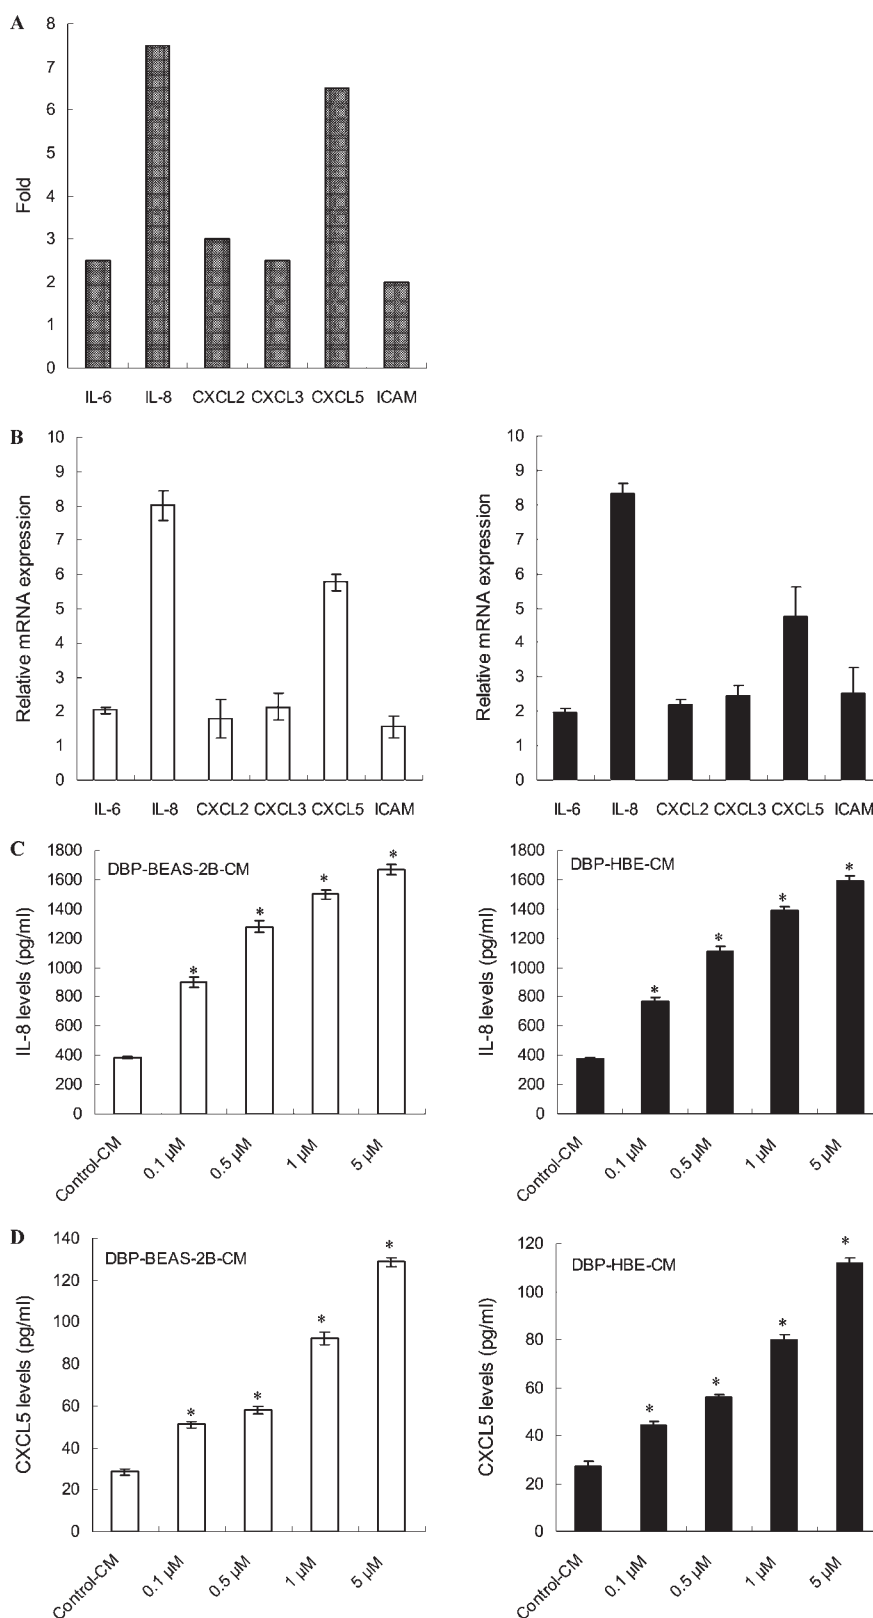 A
8
7
6
5
4
3
2
1
0
Fold
IL-6 IL-8 CXCL2 CXCL3 CXCL5 ICAM
B
10
9
8
7
6
5
4
3
2
1
0
Relative mRNA expression
IL-6 IL-8 CXCL2 CXCL3 CXCL5 ICAM
10
9
8
7
6
5
4
3
2
1
0
Relative mRNA expression
IL-6 IL-8 CXCL2 CXCL3 CXCL5 ICAM
C
1800
1600
1400
1200
1000
800
600
400
200
0
IL-8 levels (pg/ml)
DBP-BEAS-2B-CM
* * * *
Control-CM 0.1 µM 0.5 µM 1 µM 5 µM
1800
1600
1400
1200
1000
800
600
400
200
0
IL-8 levels (pg/ml)
DBP-HBE-CM
* * * *
Control-CM 0.1 µM 0.5 µM 1 µM 5 µM
D
140
120
100
80
60
40
20
0
CXCL5 levels (pg/ml)
DBP-BEAS-2B-CM
* * * *
Control-CM 0.1 µM 0.5 µM 1 µM 5 µM
120
100
80
60
40
20
0
CXCL5 levels (pg/ml)
DBP-HBE-CM
* * * *
Control-CM 0.1 µM 0.5 µM 1 µM 5 µM